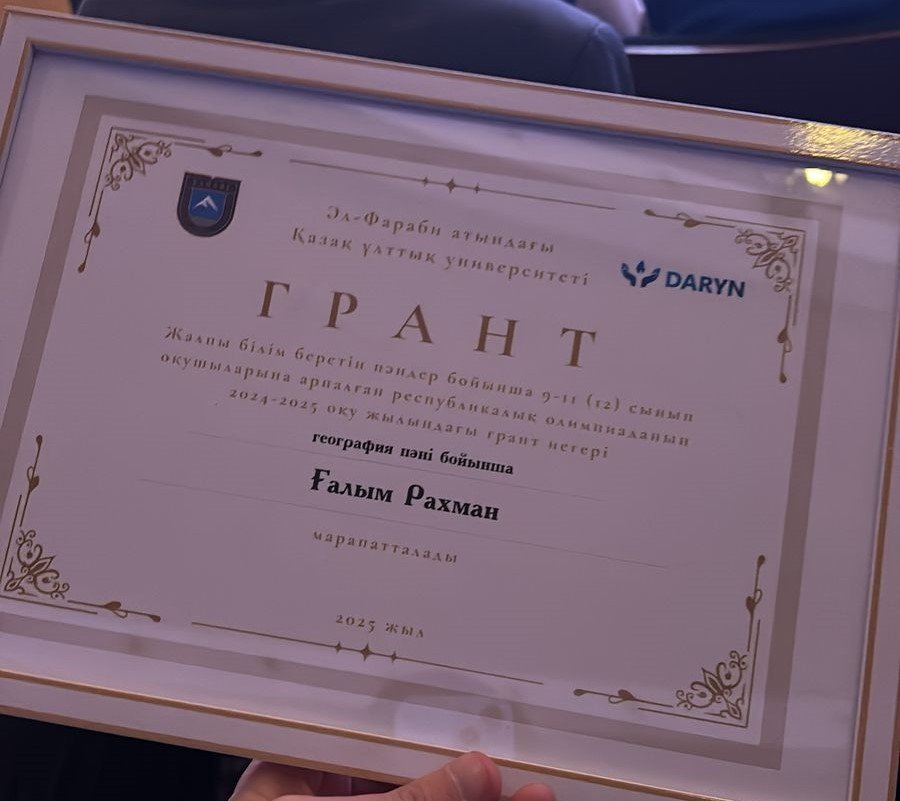 Әл-Фараби атындағы
Қазақ ұлттық университеті
DARYN
ГРАНТ
Жалпы білім беретін пәндер бойынша 9-11 (12) сынып
оқушыларына арналған республикалық олимпиаданың
2024-2025 оқу жылындағы грант иегері
география пәні бойынша
Ғалым Рахман
марапатталады
2025 жыл